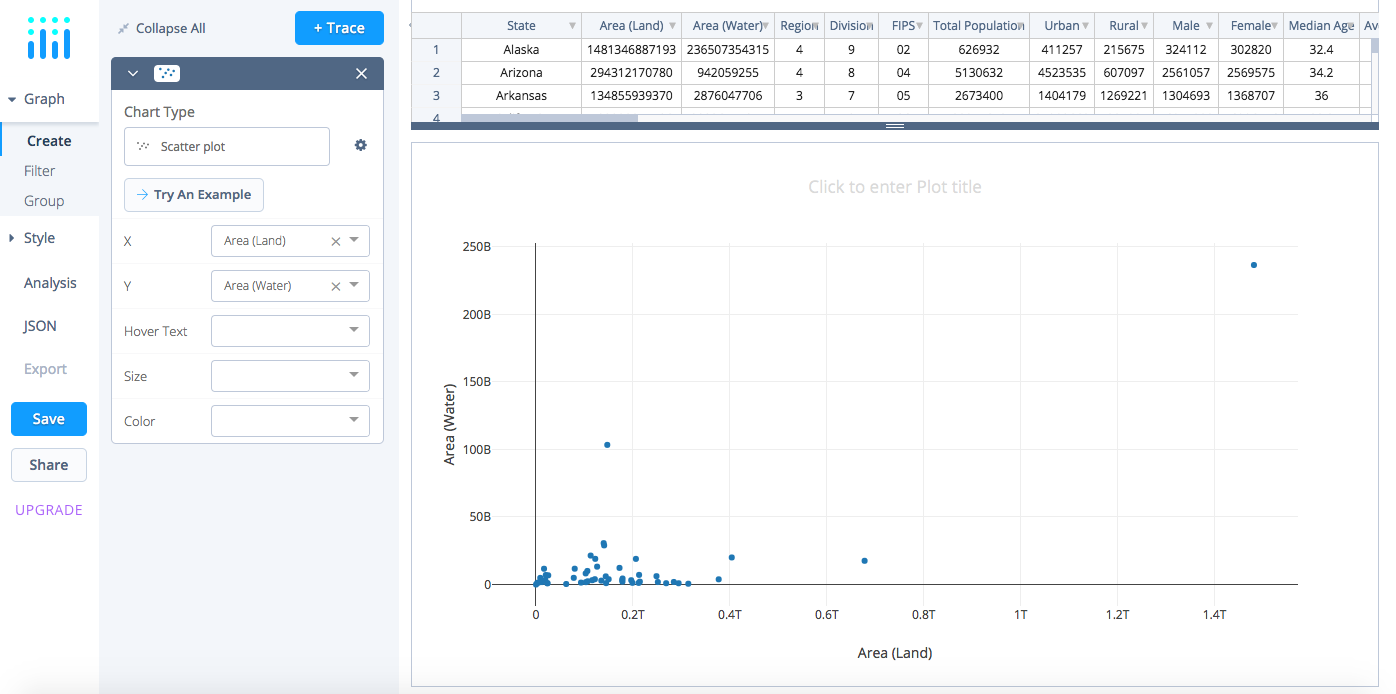 Collapse All
+ Trace
Graph
Create
Filter
Group
Style
Analysis
JSON
Export
Save
Share
UPGRADE
Chart Type
Scatter plot
Try An Example
X Area (Land)
Y Area (Water)
Hover Text
Size
Color
State Area (Land) Area (Water) Region Division FIPS Total Population Urban Rural Male Female Median Age
1 Alaska 1481346887193 236507354315 4 9 02 626932 411257 215675 324112 302820 32.4
2 Arizona 294312170780 942059255 4 8 04 5130632 4523535 607097 2561057 2569575 34.2
3 Arkansas 134855939370 2876047706 3 7 05 2673400 1404179 1269221 1304693 1368707 36
4
Click to enter Plot title
250B
200B
150B
100B
50B
0
Area (Water)
0 0.2T 0.4T 0.6T 0.8T 1T 1.2T 1.4T
Area (Land)